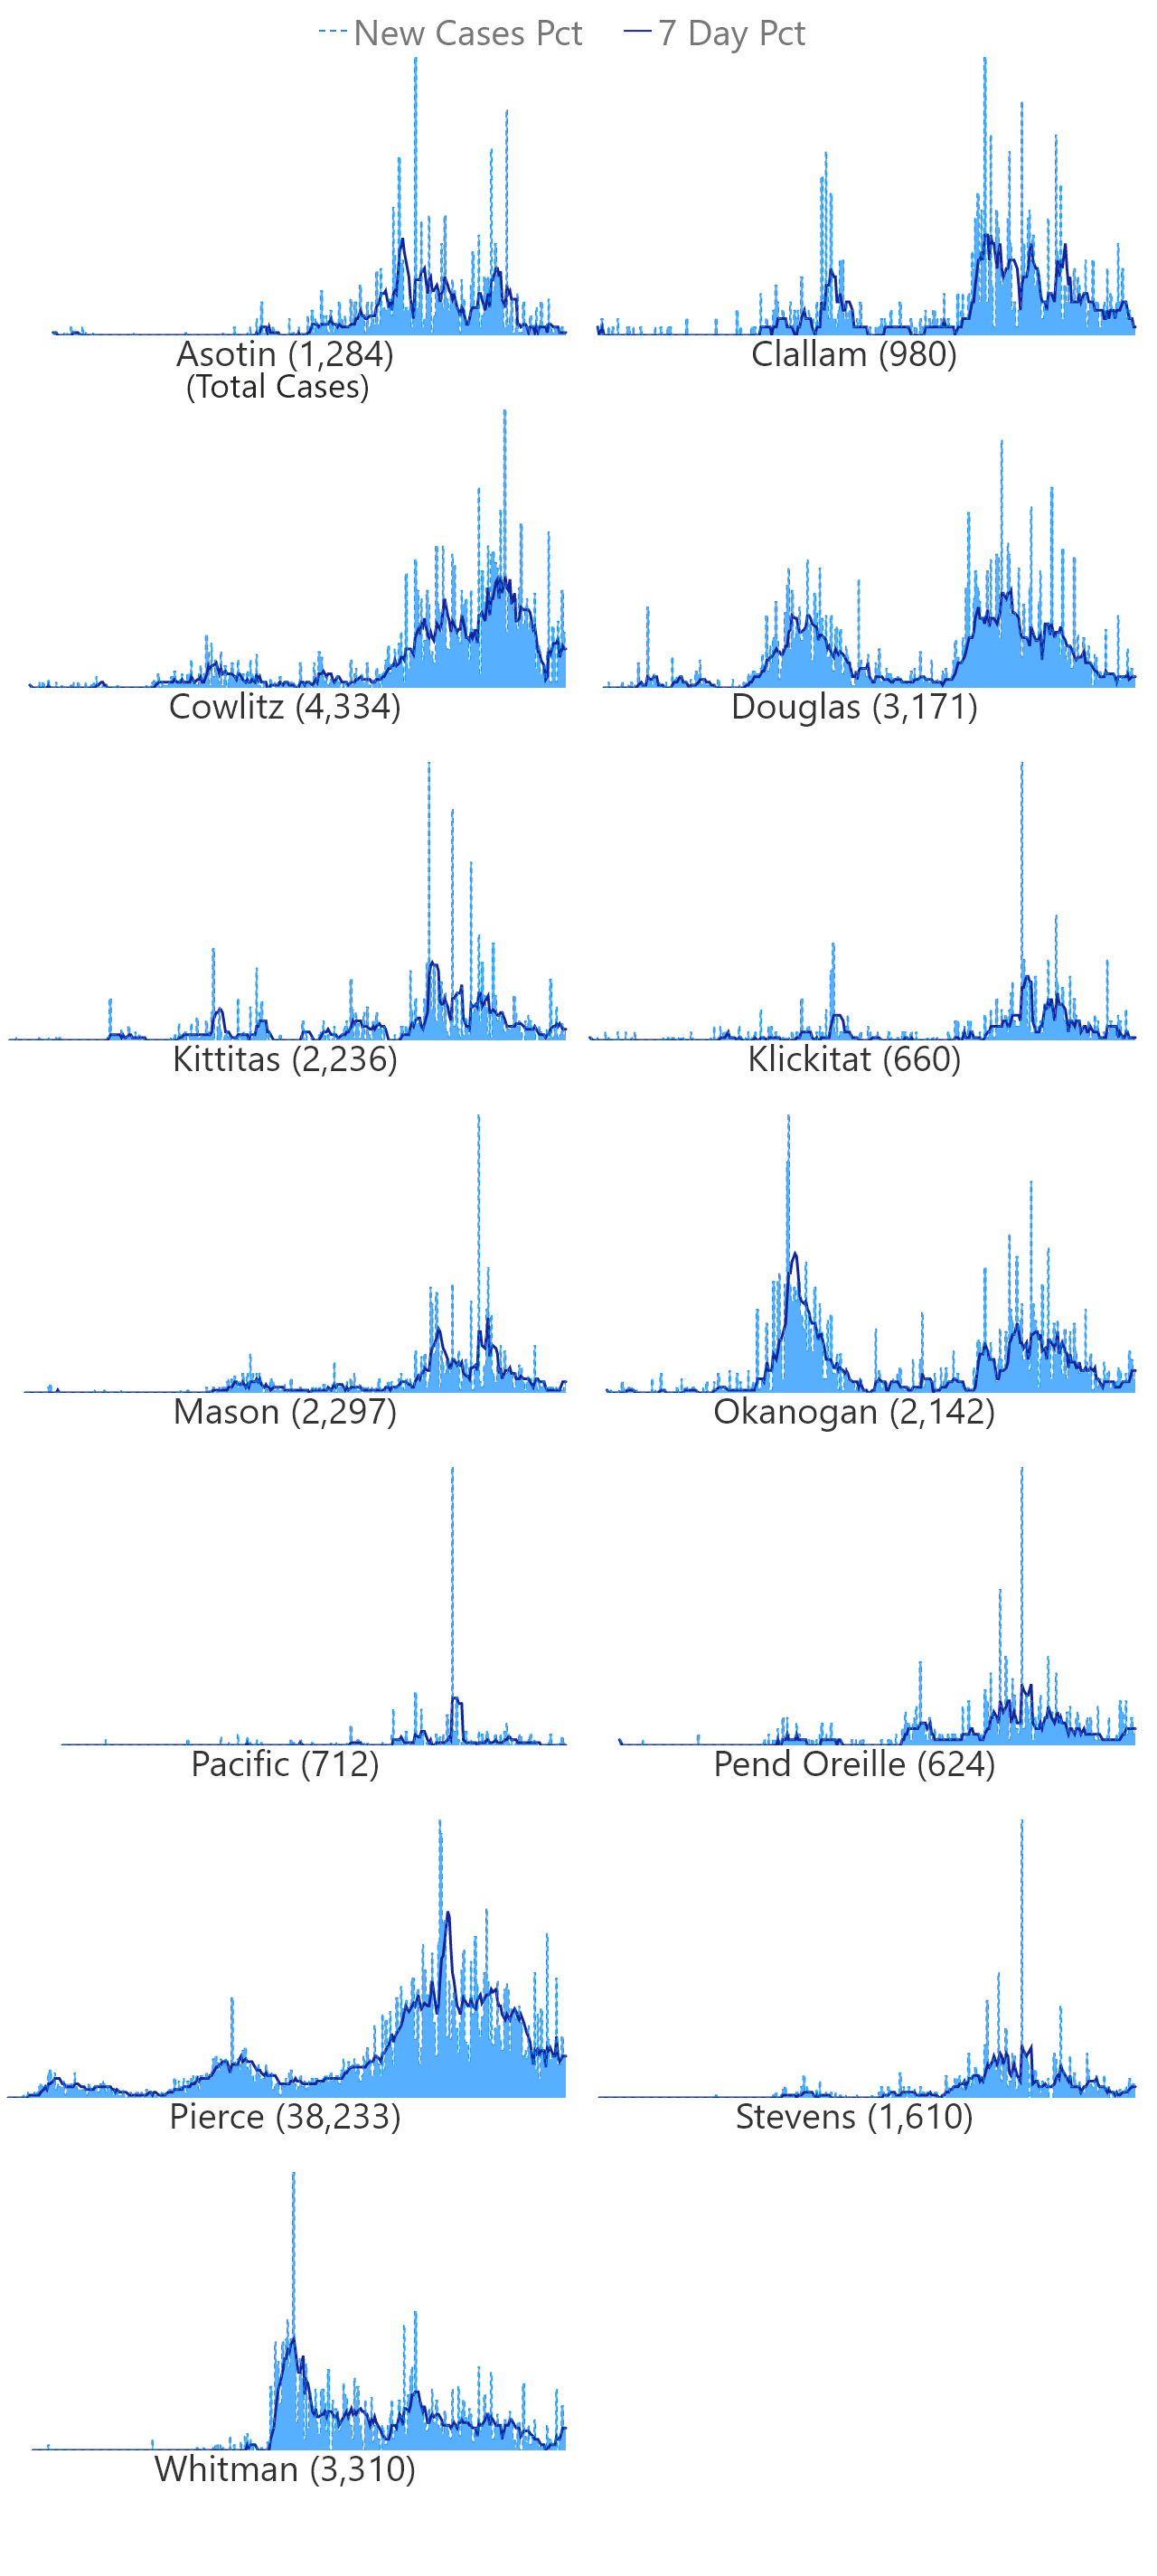 New Cases Pct 7 Day Pct
Asotin (1,284) Clallam (980)
(Total Cases)
Cowlitz (4,334) Douglas (3,171)
Kittitas (2,236) Klickitat (660)
Mason (2,297) Okanogan (2,142)
Pacific (712) Pend Oreille (624)
Pierce (38,233) Stevens (1,610)
Whitman (3,310)